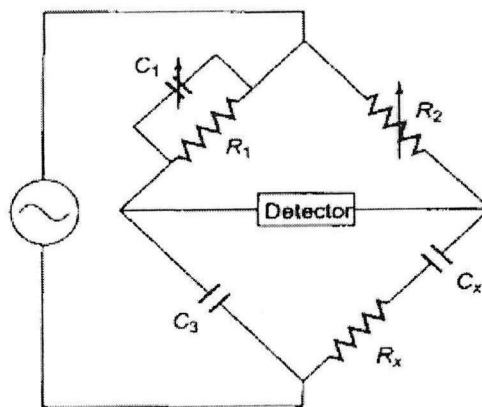 C1
R1
R2
Detector
C3
Cx
Rx